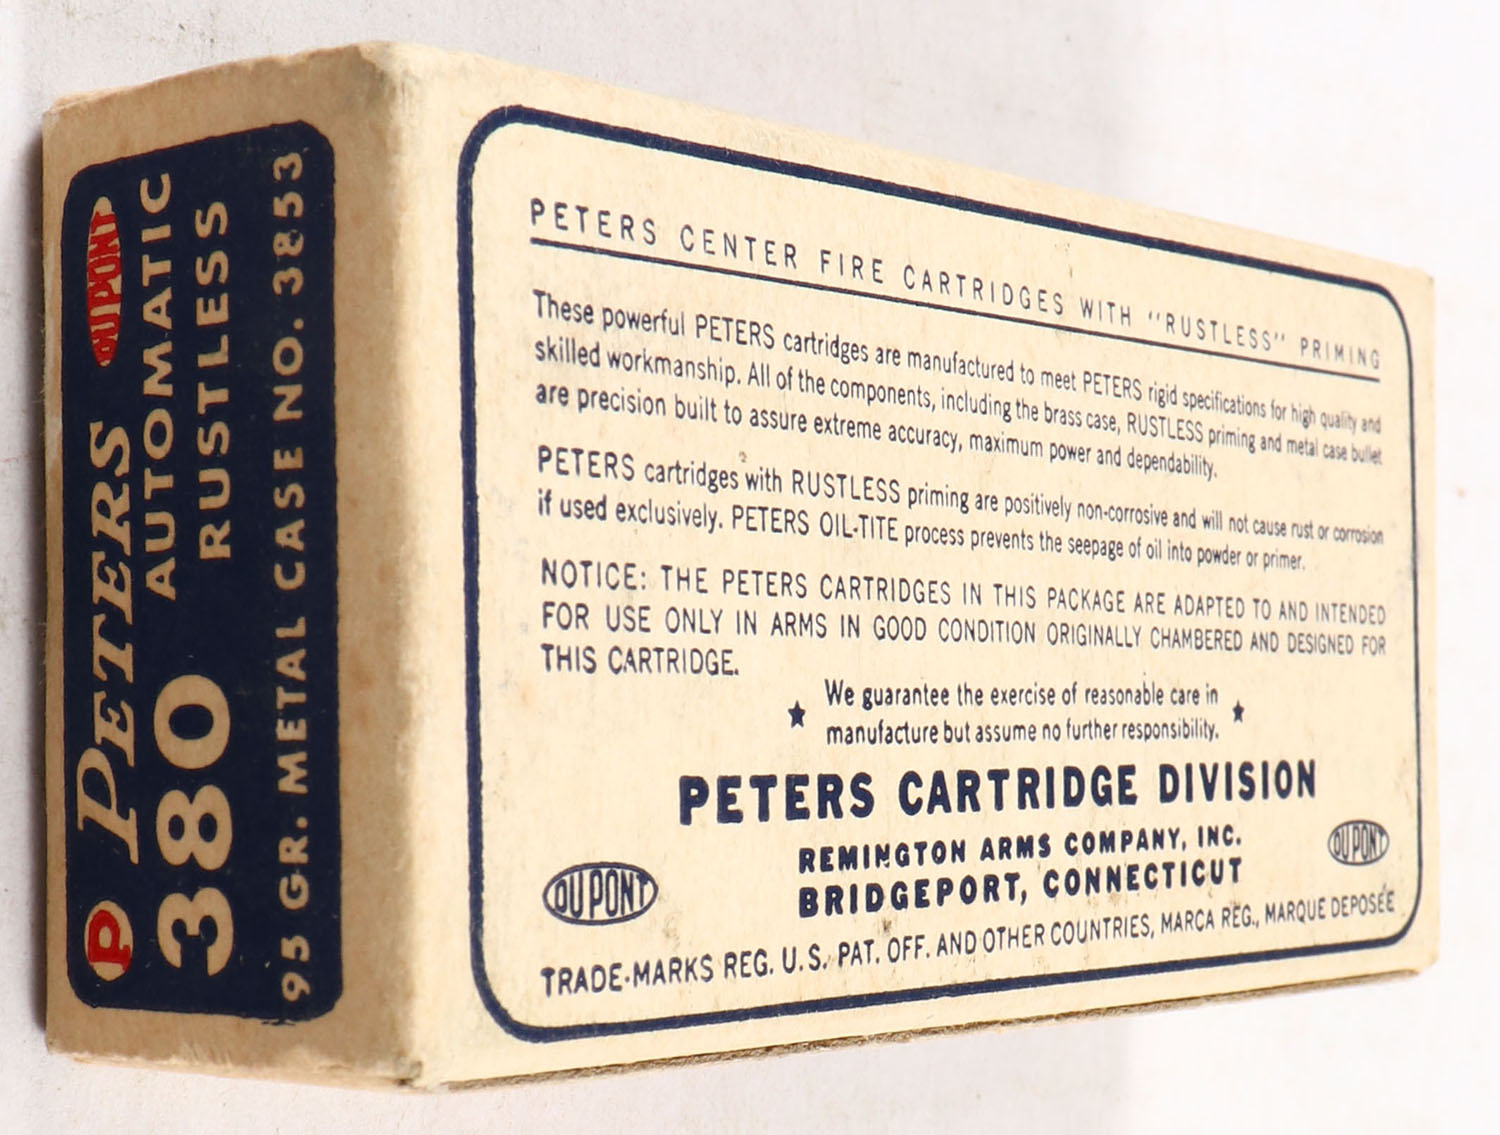 P PETERS DU PONT
380 AUTOMATIC
RUSTLESS
95 GR. METAL CASE NO. 3853
PETERS CENTER FIRE CARTRIDGES WITH "RUSTLESS" PRIMING
These powerful PETERS cartridges are manufactured to meet PETERS rigid specifications for high quality and
skilled workmanship. All of the components, including the brass case, RUSTLESS priming and metal case bullet
are precision built to assure extreme accuracy, maximum power and dependability.
PETERS cartridges with RUSTLESS priming are positively non-corrosive and will not cause rust or corrosion
if used exclusively. PETERS OIL-TITE process prevents the seepage of oil into powder or primer.
NOTICE: THE PETERS CARTRIDGES IN THIS PACKAGE ARE ADAPTED TO AND INTENDED
FOR USE ONLY IN ARMS IN GOOD CONDITION ORIGINALLY CHAMBERED AND DESIGNED FOR
THIS CARTRIDGE.
We guarantee the exercise of reasonable care in
manufacture but assume no further responsibility.
PETERS CARTRIDGE DIVISION
REMINGTON ARMS COMPANY, INC.
BRIDGEPORT, CONNECTICUT
DU PONT
DU PONT
TRADE-MARKS REG. U.S. PAT. OFF. AND OTHER COUNTRIES, MARCA REG., MARQUE DEPOSÉE